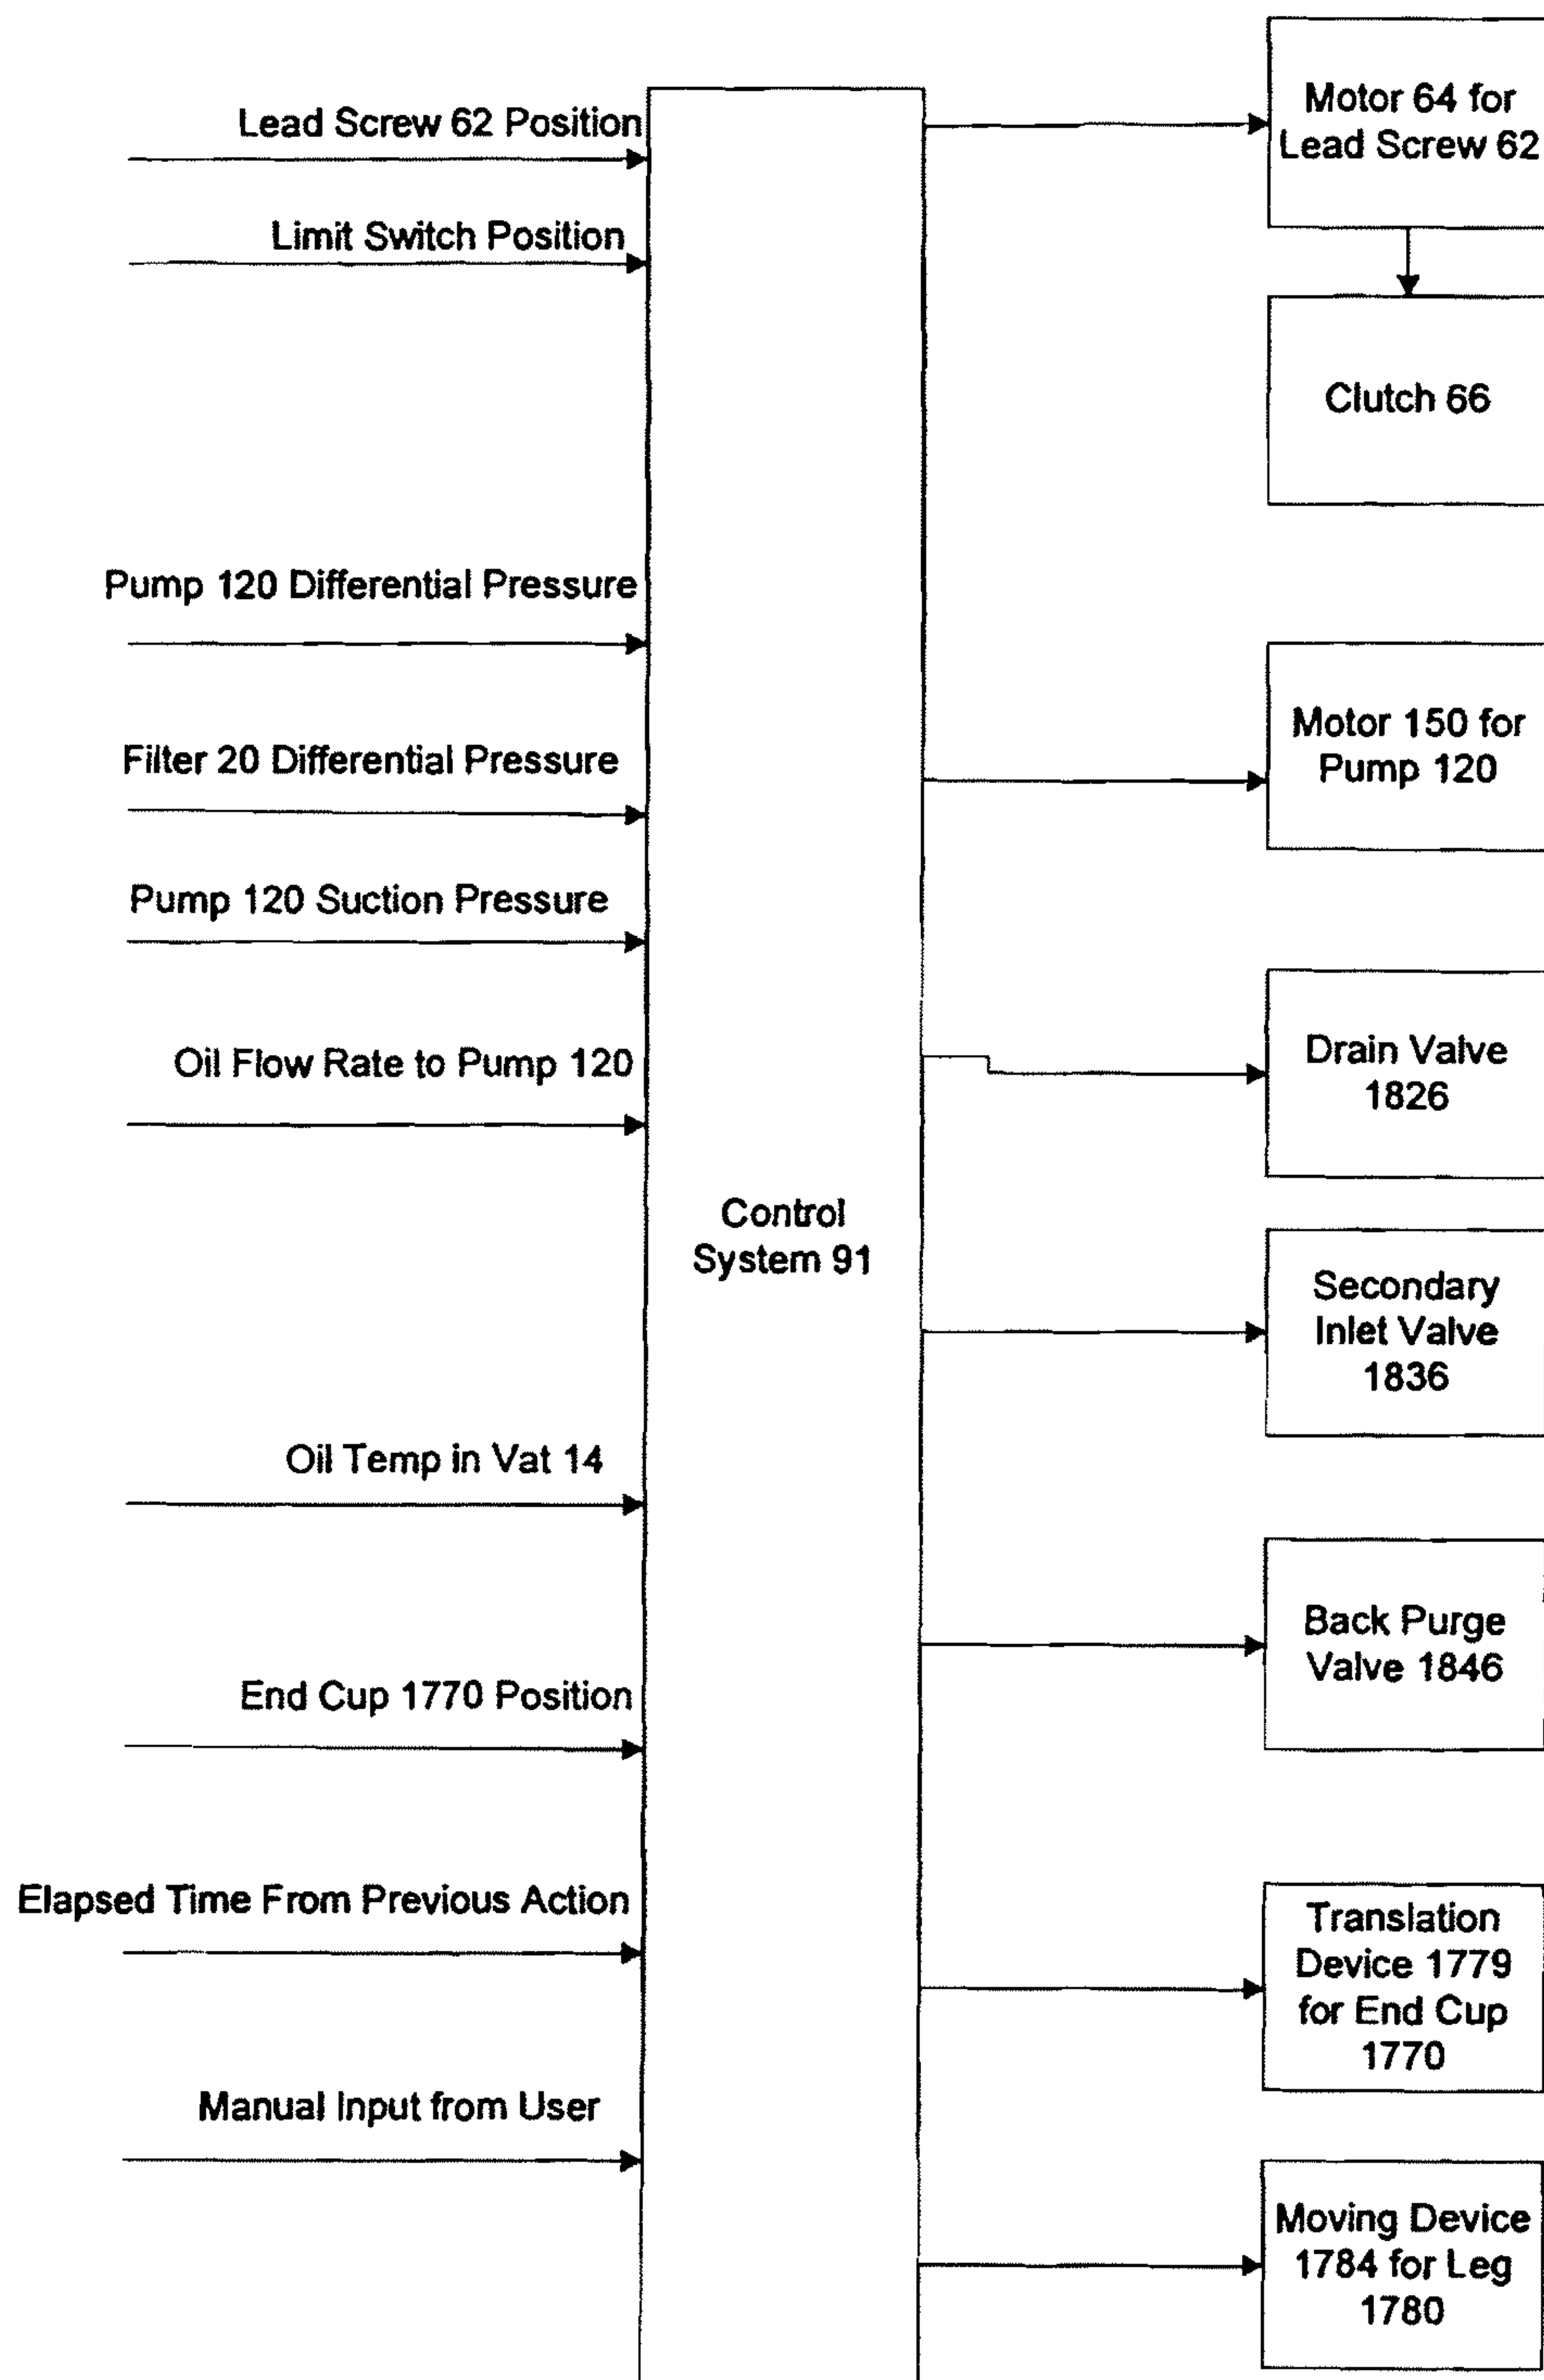 Lead Screw 62 Position
Limit Switch Position
Pump 120 Differential Pressure
Filter 20 Differential Pressure
Pump 120 Suction Pressure
Oil Flow Rate to Pump 120
Oil Temp in Vat 14
End Cup 1770 Position
Elapsed Time From Previous Action
Manual Input from User
Control
System 91
Motor 64 for
Lead Screw 62
Clutch 66
Motor 150 for
Pump 120
Drain Valve
1826
Secondary
Inlet Valve
1836
Back Purge
Valve 1846
Translation
Device 1779
for End Cup
1770
Moving Device
1784 for Leg
1780